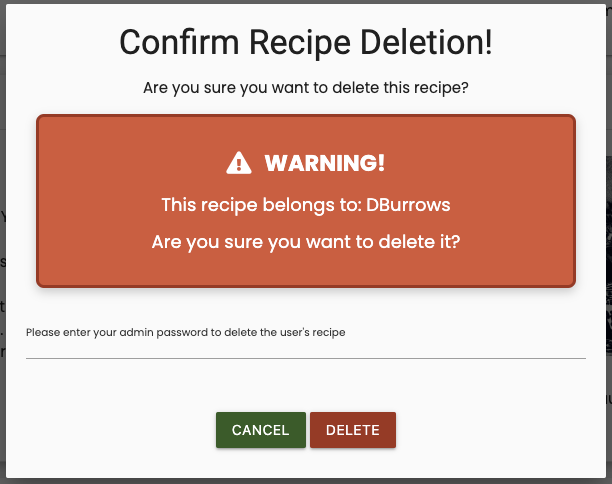 Confirm Recipe Deletion!
Are you sure you want to delete this recipe?
WARNING!
This recipe belongs to: DBurrows
Are you sure you want to delete it?
Please enter your admin password to delete the user's recipe
CANCEL DELETE